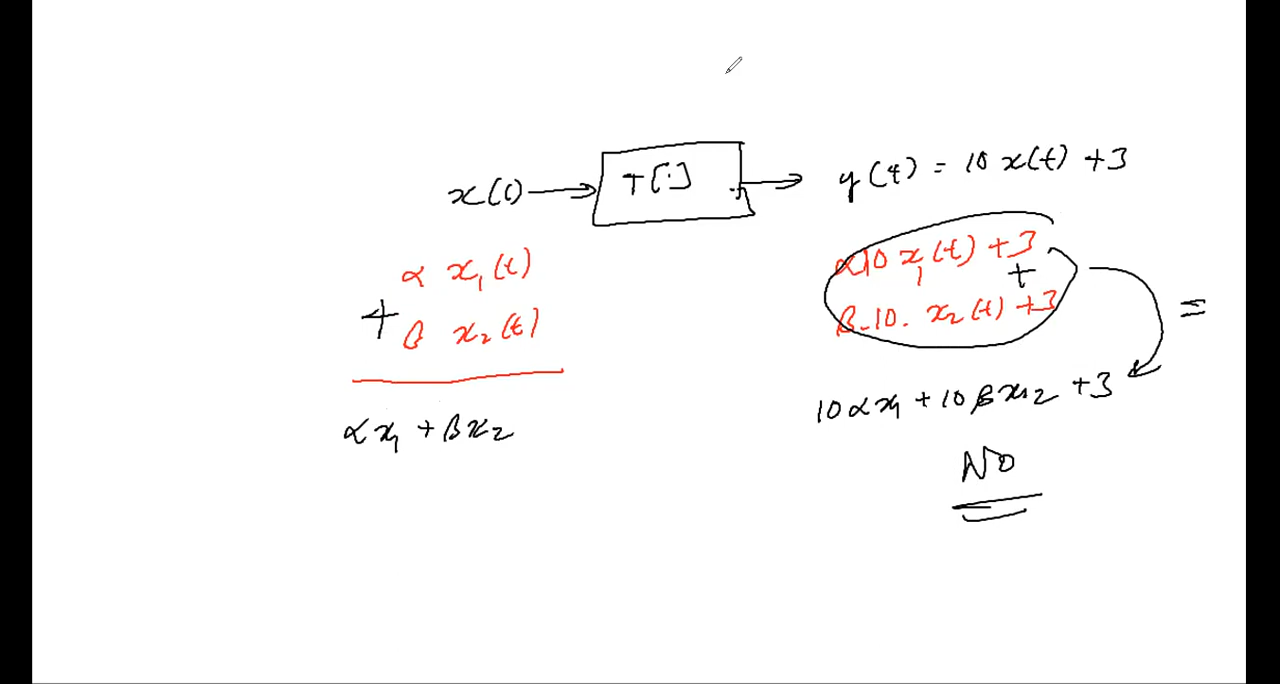 x(t) → T[·] → y(t) = 10 x(t) + 3
α x₁(t)
α10 x₁(t) + 3
+
+ β x₂(t)
β-10. x₂(t) + 3
=
αx₁ + βx₂
10αx₁ + 10βx₂ + 3
NO